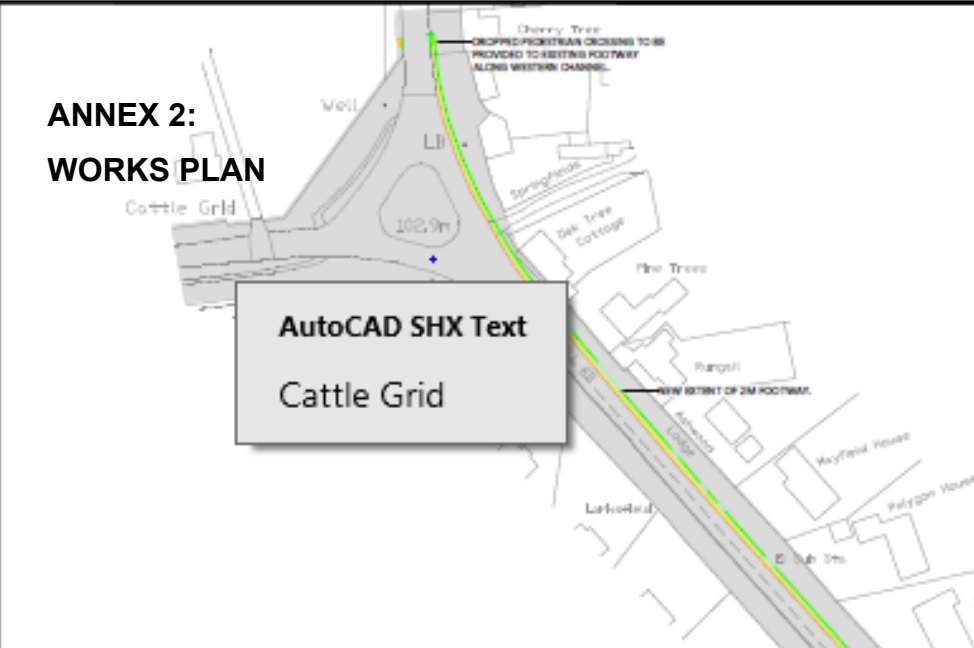 Cherry Tree
DROPPED PEDESTRIAN CROSSING TO BE
PROVIDED TO EXISTING FOOTWAY
ALONG WESTERN CHANNEL.
ANNEX 2:
Well
LB
WORKS PLAN
Springfields
Cattle Grid
102.9m
Oak Tree
Cottage
Pine Trees
AutoCAD SHX Text
Cattle Grid
NEW EXTENT OF 2M FOOTWAY.
Lodge
Mayfield House
Polygon House
El Sub Sta